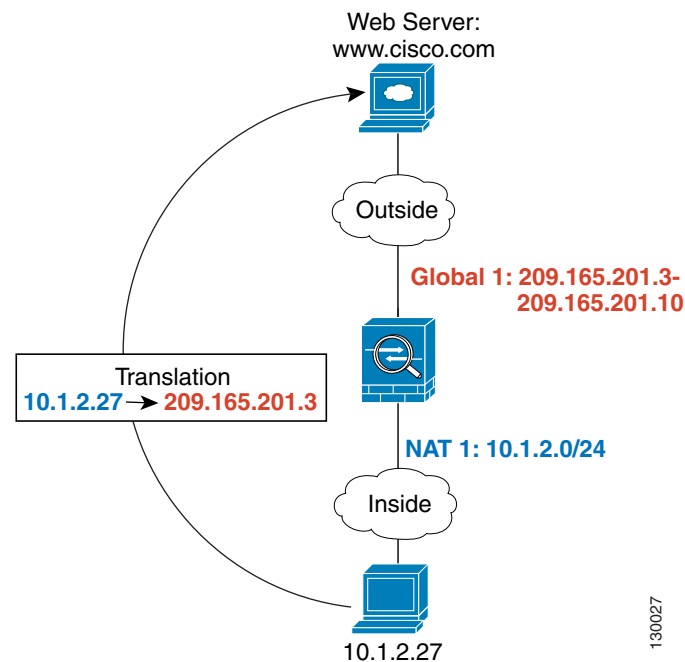 Web Server:
www.cisco.com
Outside
Global 1: 209.165.201.3-
209.165.201.10
Translation
10.1.2.27 209.165.201.3
NAT 1: 10.1.2.0/24
Inside
10.1.2.27
130027